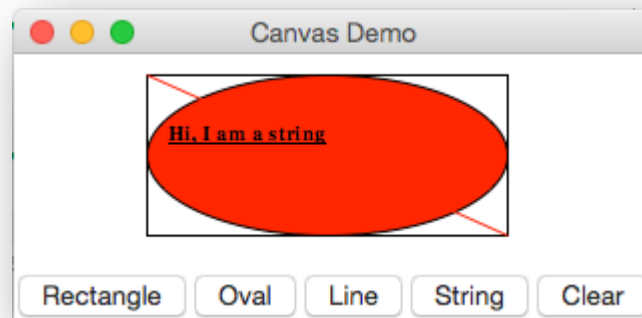 Canvas Demo
Hi, I am a string
Rectangle Oval Line String Clear